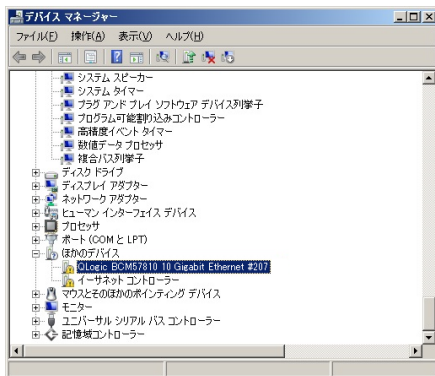 デバイス マネージャー
ファイル(F) 操作(A) 表示(V) ヘルプ(H)
システム スピーカー
システム タイマー
プラグ アンド プレイ ソフトウェア デバイス列挙子
プログラム可能割り込みコントローラー
高精度イベント タイマー
数値データ プロセッサ
複合バス列挙子
ディスク ドライブ
ディスプレイ アダプター
ネットワーク アダプター
ヒューマン インターフェイス デバイス
プロセッサ
ポート (COM と LPT)
ほかのデバイス
QLogic BCM57810 10 Gigabit Ethernet #207
イーサネット コントローラー
マウスとそのほかのポインティング デバイス
モニター
ユニバーサル シリアル バス コントローラー
記憶域コントローラー